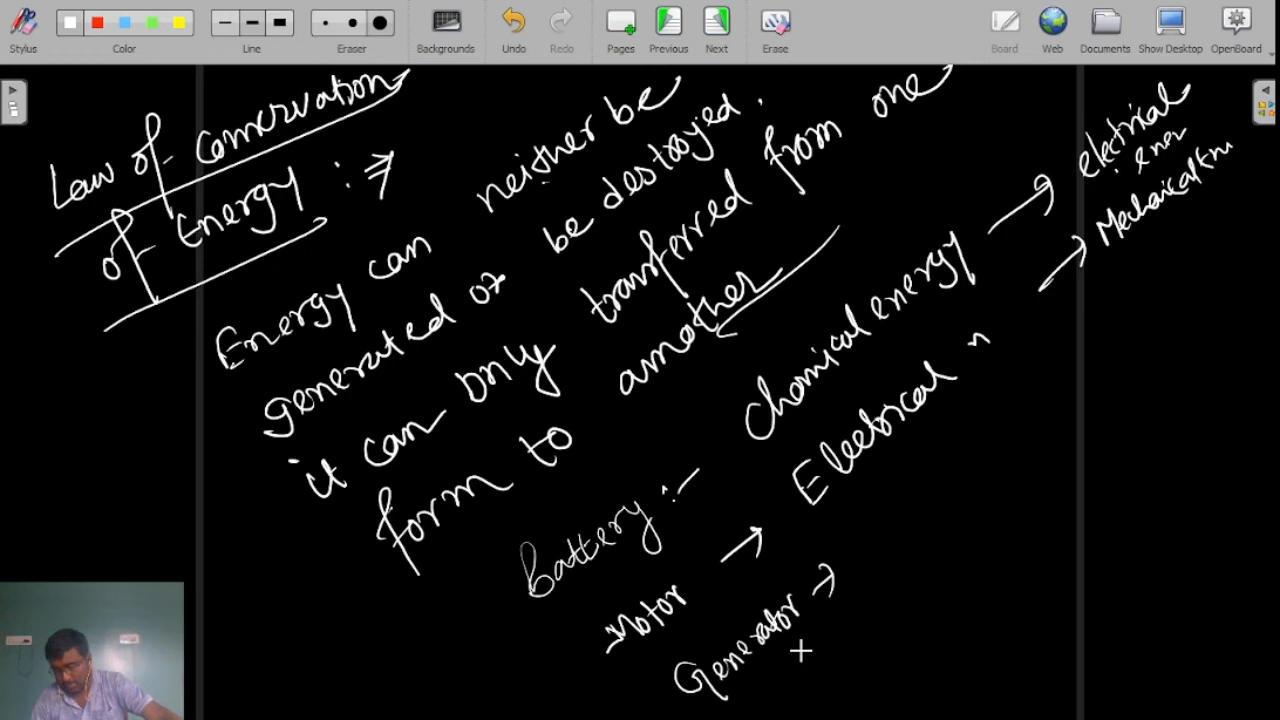 Stylus
Color
Line
Eraser
Backgrounds
Undo
Redo
Pages
Previous
Next
Erase
Board
Web
Documents
Show Desktop
OpenBoard
Law of conservation
of Energy :⇒
Energy can neither be
generated or be destroyed.
it can only transferred from one
form to another
Battery :- Chemical energy → electrical ener
Motor → Electrical " → Mechanical Ene
Generator →